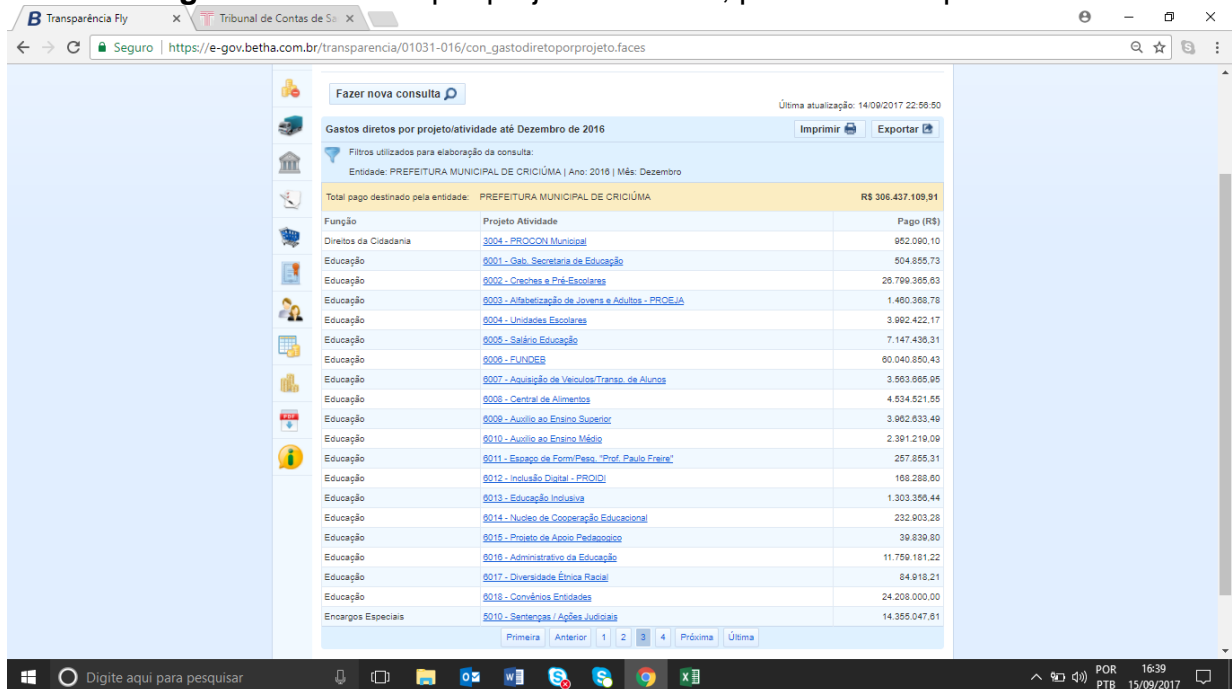 Transparência Fly
Tribunal de Contas de Sa
Seguro | https://e-gov.betha.com.br/transparencia/01031-016/con_gastodiretoporprojeto.faces
Fazer nova consulta
Última atualização: 14/09/2017 22:56:50
Gastos diretos por projeto/atividade até Dezembro de 2016 Imprimir Exportar
Filtros utilizados para elaboração da consulta:
Entidade: PREFEITURA MUNICIPAL DE CRICIÚMA | Ano: 2016 | Mês: Dezembro
Total pago destinado pela entidade: PREFEITURA MUNICIPAL DE CRICIÚMA R$ 306.437.109,91
Função Projeto Atividade Pago (R$)
Direitos da Cidadania 3004 - PROCON Municipal 952.090,10
Educação 6001 - Gab. Secretaria de Educação 504.855,73
Educação 6002 - Creches e Pré-Escolares 26.799.365,63
Educação 6003 - Alfabetização de Jovens e Adultos - PROEJA 1.460.368,78
Educação 6004 - Unidades Escolares 3.992.422,17
Educação 6005 - Salário Educação 7.147.436,31
Educação 6006 - FUNDEB 60.040.850,43
Educação 6007 - Aquisição de Veiculos/Transp. de Alunos 3.563.665,95
Educação 6008 - Central de Alimentos 4.534.521,55
Educação 6009 - Auxilio ao Ensino Superior 3.962.633,49
Educação 6010 - Auxilio ao Ensino Médio 2.391.219,09
Educação 6011 - Espaço de Form/Pesq. "Prof. Paulo Freire" 257.855,31
Educação 6012 - Inclusão Digital - PROIDI 168.288,60
Educação 6013 - Educação Inclusiva 1.303.356,44
Educação 6014 - Nucleo de Cooperação Educacional 232.903,28
Educação 6015 - Projeto de Apoio Pedagogico 39.839,80
Educação 6016 - Administrativo da Educação 11.759.181,22
Educação 6017 - Diversidade Étnica Racial 84.918,21
Educação 6018 - Convênios Entidades 24.208.000,00
Encargos Especiais 5010 - Sentenças / Ações Judiciais 14.355.047,61
Primeira Anterior 1 2 3 4 Próxima Última
Digite aqui para pesquisar
POR 16:39
PTB 15/09/2017